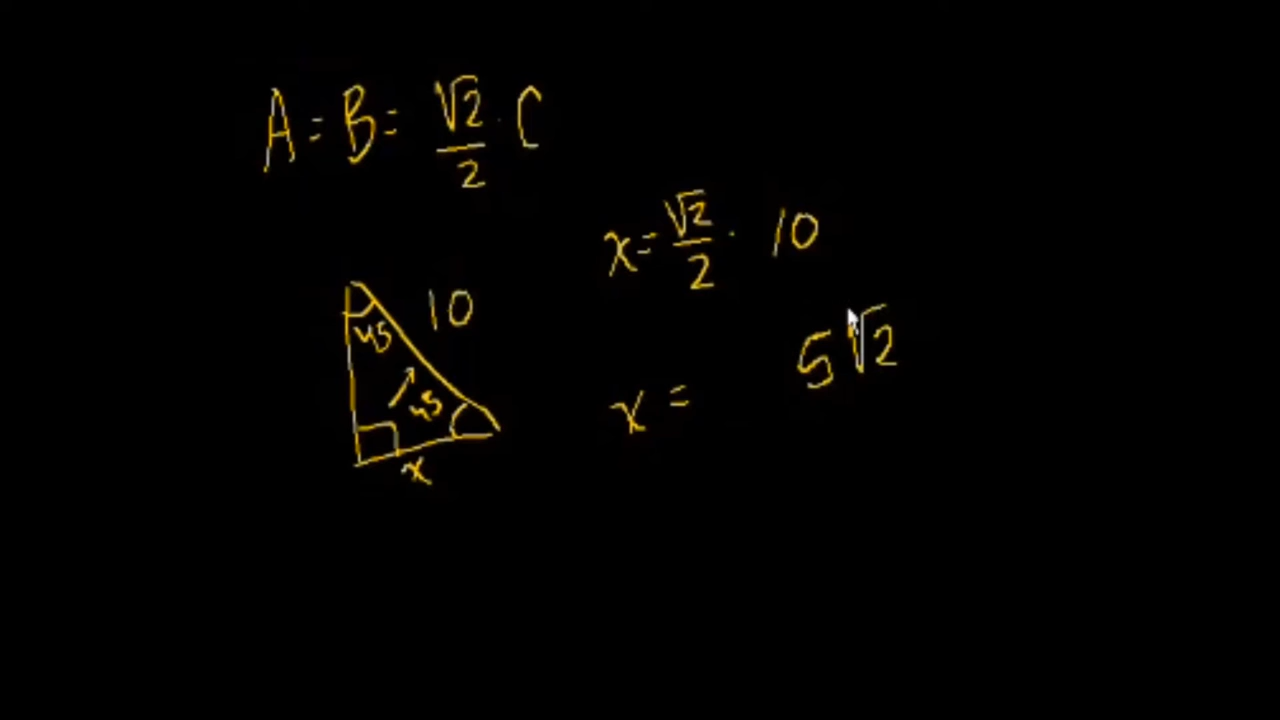 A = B = √2/2 · C
x = √2/2 · 10
10
45
45
x
x = 5√2